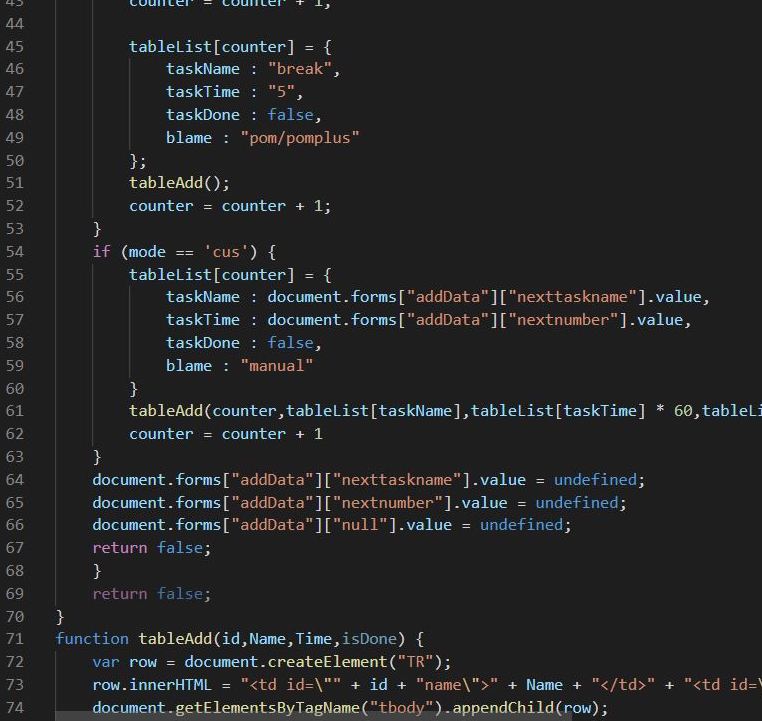 43 counter = counter + 1;
44
45 tableList[counter] = {
46 taskName : "break",
47 taskTime : "5",
48 taskDone : false,
49 blame : "pom/pomplus"
50 };
51 tableAdd();
52 counter = counter + 1;
53 }
54 if (mode == 'cus') {
55 tableList[counter] = {
56 taskName : document.forms["addData"]["nexttaskname"].value,
57 taskTime : document.forms["addData"]["nextnumber"].value,
58 taskDone : false,
59 blame : "manual"
60 }
61 tableAdd(counter,tableList[taskName],tableList[taskTime] * 60,tableLi
62 counter = counter + 1
63 }
64 document.forms["addData"]["nexttaskname"].value = undefined;
65 document.forms["addData"]["nextnumber"].value = undefined;
66 document.forms["addData"]["null"].value = undefined;
67 return false;
68 }
69 return false;
70 }
71 function tableAdd(id,Name,Time,isDone) {
72 var row = document.createElement("TR");
73 row.innerHTML = "<td id=\"" + id + "name\">" + Name + "</td>" + "<td id=\
74 document.getElementsByTagName("tbody").appendChild(row);